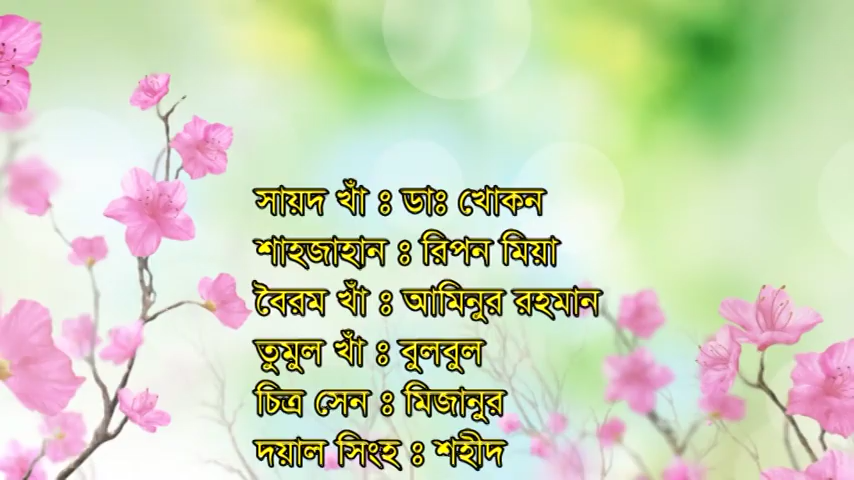 সায়দ খাঁ ঃ ডাঃ খোকন
শাহজাহান ঃ রিপন মিয়া
বৈরম খাঁ ঃ আমিনুর রহমান
তুমুল খাঁ ঃ বুলবুল
চিত্র সেন ঃ মিজানুর
দয়াল সিংহ ঃ শহীদ